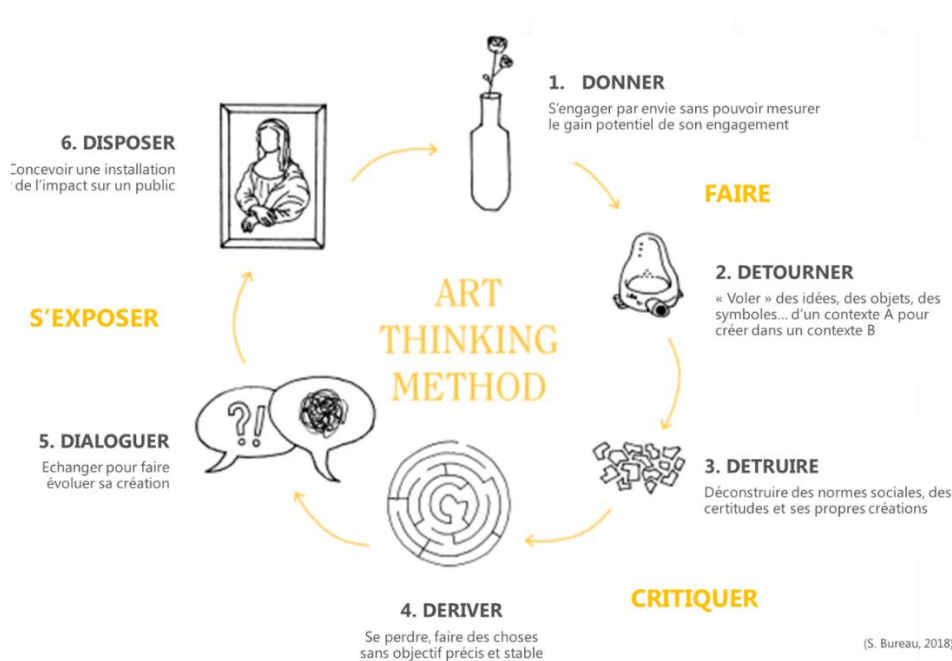 1. DONNER
S'engager par envie sans pouvoir mesurer
le gain potentiel de son engagement
FAIRE
2. DETOURNER
« Voler » des idées, des objets, des
symboles... d'un contexte A pour
créer dans un contexte B
3. DETRUIRE
Déconstruire des normes sociales, des
certitudes et ses propres créations
CRITIQUER
4. DERIVER
Se perdre, faire des choses
sans objectif précis et stable
5. DIALOGUER
Echanger pour faire
évoluer sa création
?!
S'EXPOSER
6. DISPOSER
Concevoir une installation
de l'impact sur un public
ART
THINKING
METHOD
(S. Bureau, 2018)